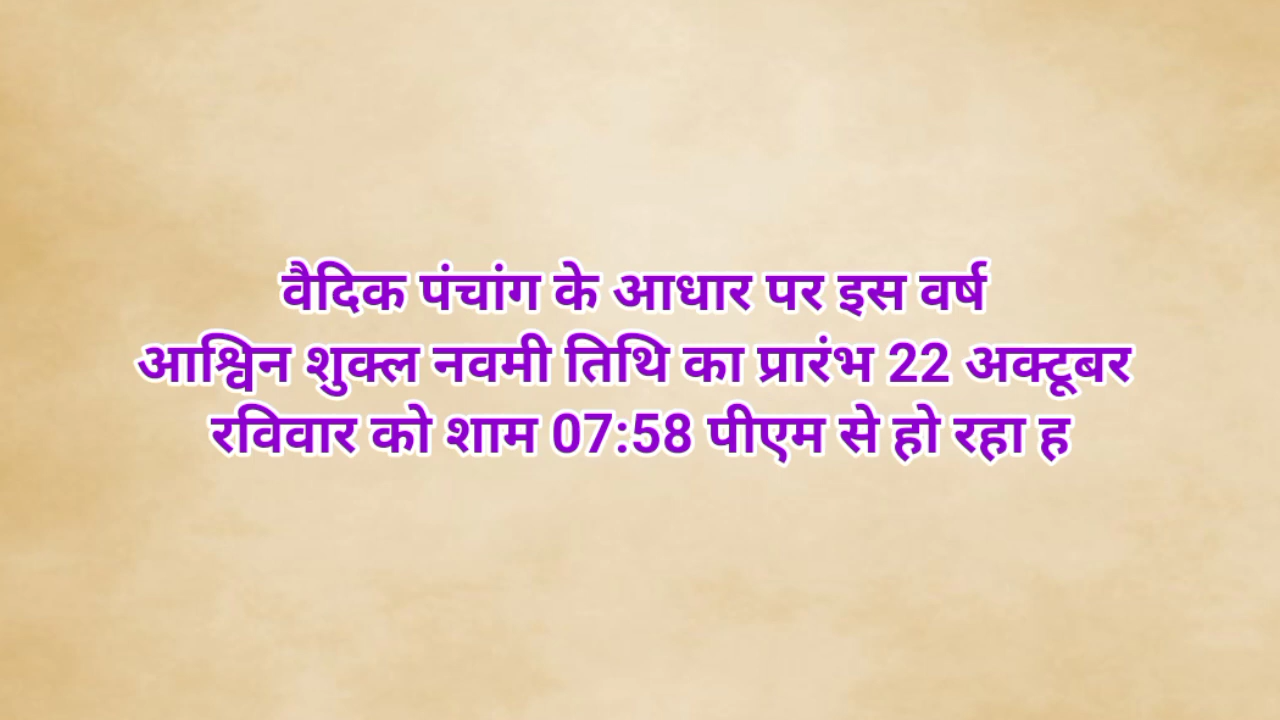 वैदिक पंचांग के आधार पर इस वर्ष
आश्विन शुक्ल नवमी तिथि का प्रारंभ 22 अक्टूबर
रविवार को शाम 07:58 पीएम से हो रहा ह